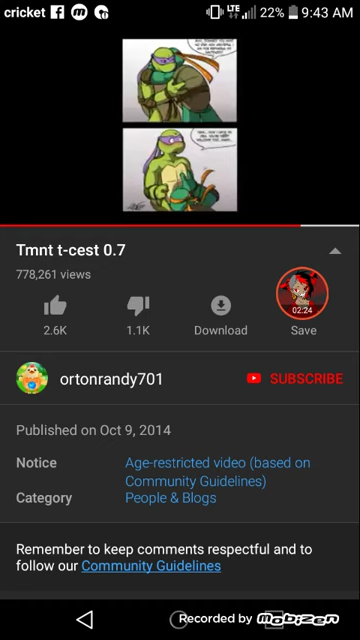 cricket LTE 22% 9:43 AM
Tmnt t-cest 0.7
778,261 views
02:24
2.6K 1.1K Download Save
ortonrandy701 SUBSCRIBE
Published on Oct 9, 2014
Notice Age-restricted video (based on
Community Guidelines)
Category People & Blogs
Remember to keep comments respectful and to
follow our Community Guidelines
Recorded by mobizen